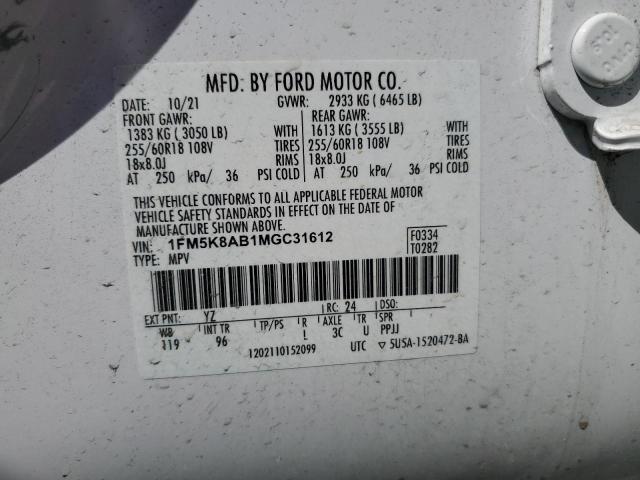 MFD. BY FORD MOTOR CO.
DATE: 10/21 GVWR: 2933 KG ( 6465 LB)
FRONT GAWR: REAR GAWR:
1383 KG ( 3050 LB) WITH 1613 KG ( 3555 LB) WITH
255/60R18 108V TIRES 255/60R18 108V TIRES
18x8.0J RIMS 18x8.0J RIMS
AT 250 kPa/ 36 PSI COLD AT 250 kPa/ 36 PSI COLD
THIS VEHICLE CONFORMS TO ALL APPLICABLE FEDERAL MOTOR
VEHICLE SAFETY STANDARDS IN EFFECT ON THE DATE OF
MANUFACTURE SHOWN ABOVE.
VIN: 1FM5K8AB1MGC31612 F0334
TYPE: MPV T0282
EXT PNT: YZ RC: 24 DSO:
WB INT TR TP/PS R AXLE TR SPR
119 96 L 3C U PPJJ
1202110152099 UTC ▽ 5U5A-1520472-BA